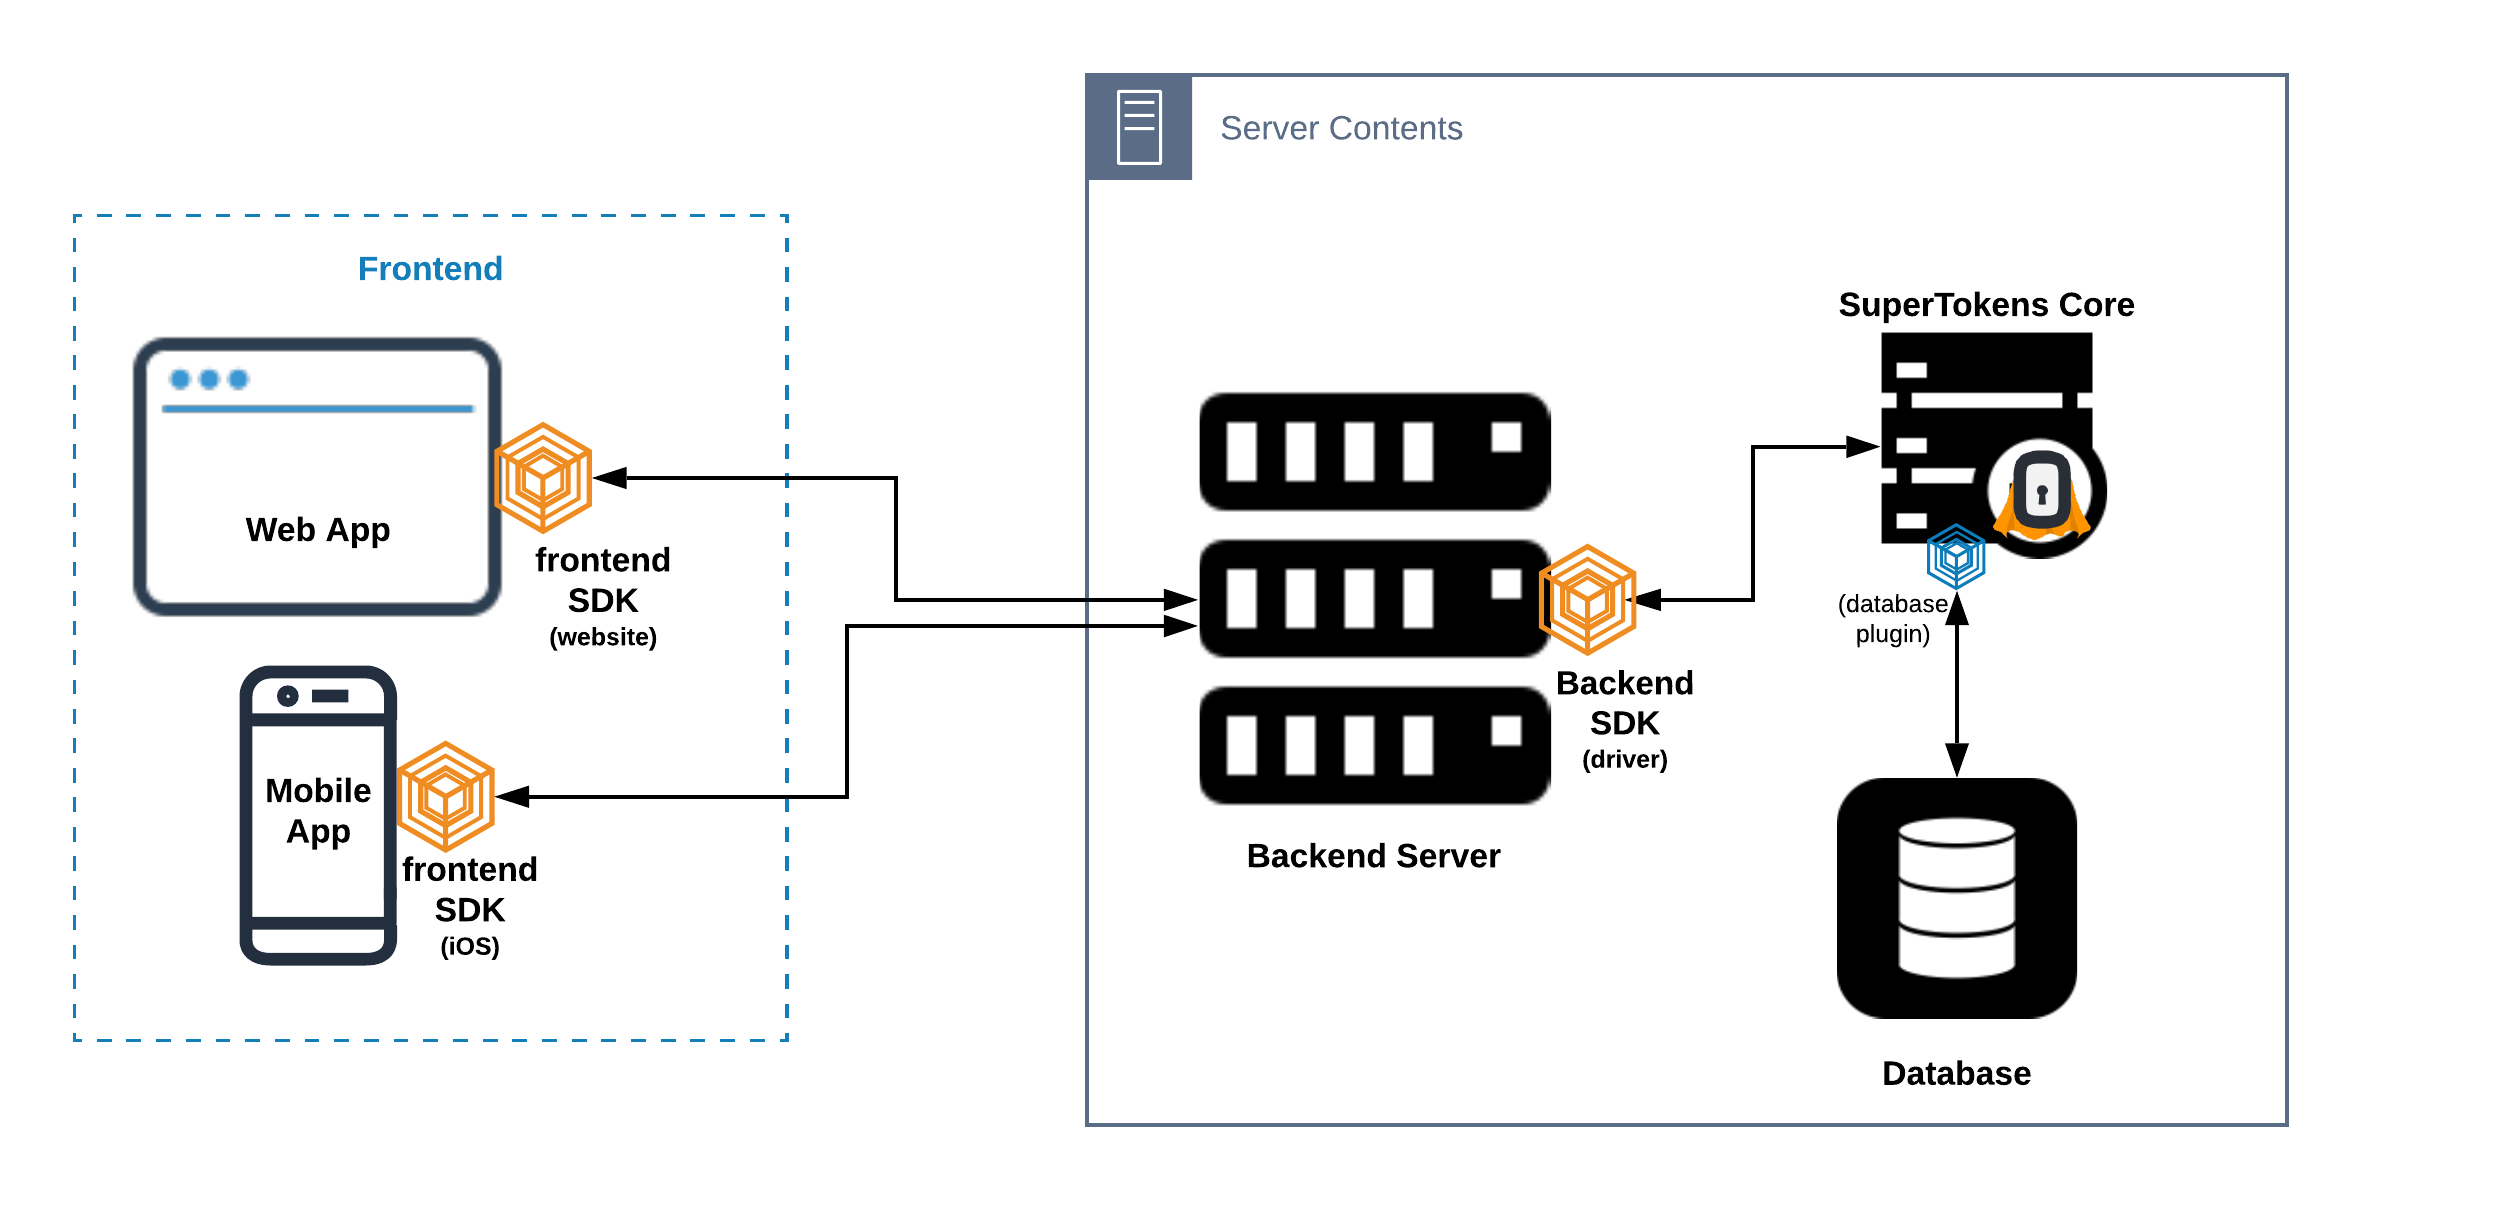 Server Contents
Frontend
SuperTokens Core
Web App
frontend
SDK
(website)
(database
plugin)
Backend
SDK
(driver)
Mobile
App
frontend
SDK
(iOS)
Backend Server
Database